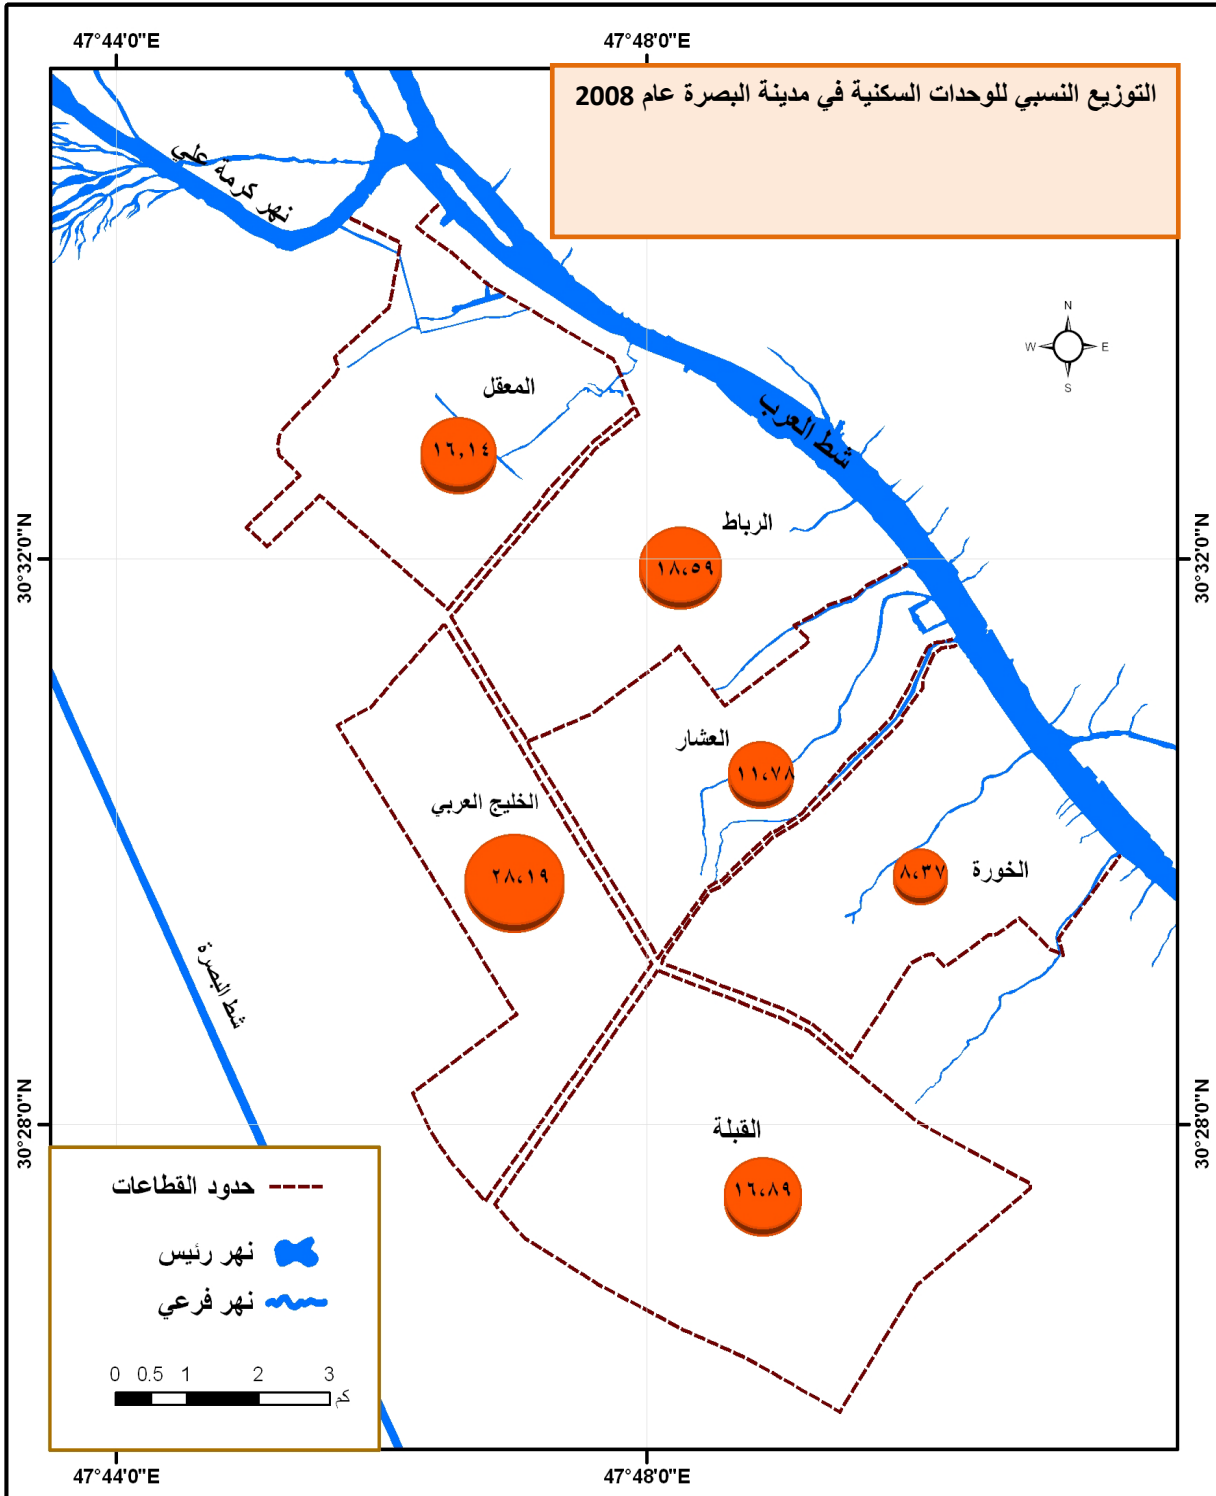 47°44'0"E
47°48'0"E
التوزيع النسبي للوحدات السكنية في مدينة البصرة عام 2008
نهر كرمة علي
N
W
E
S
المعقل
شط العرب
١٦,١٤
الرباط
30°32'0"N
30°32'0"N
١٨،٥٩
العشار
١١،٧٨
الخليج العربي
٢٨،١٩
الخورة
٨،٣٧
شط البصرة
30°28'0"N
30°28'0"N
القبلة
١٦،٨٩
حدود القطاعات
نهر رئيس
نهر فرعي
0 0.5 1 2 3
كم
47°44'0"E
47°48'0"E